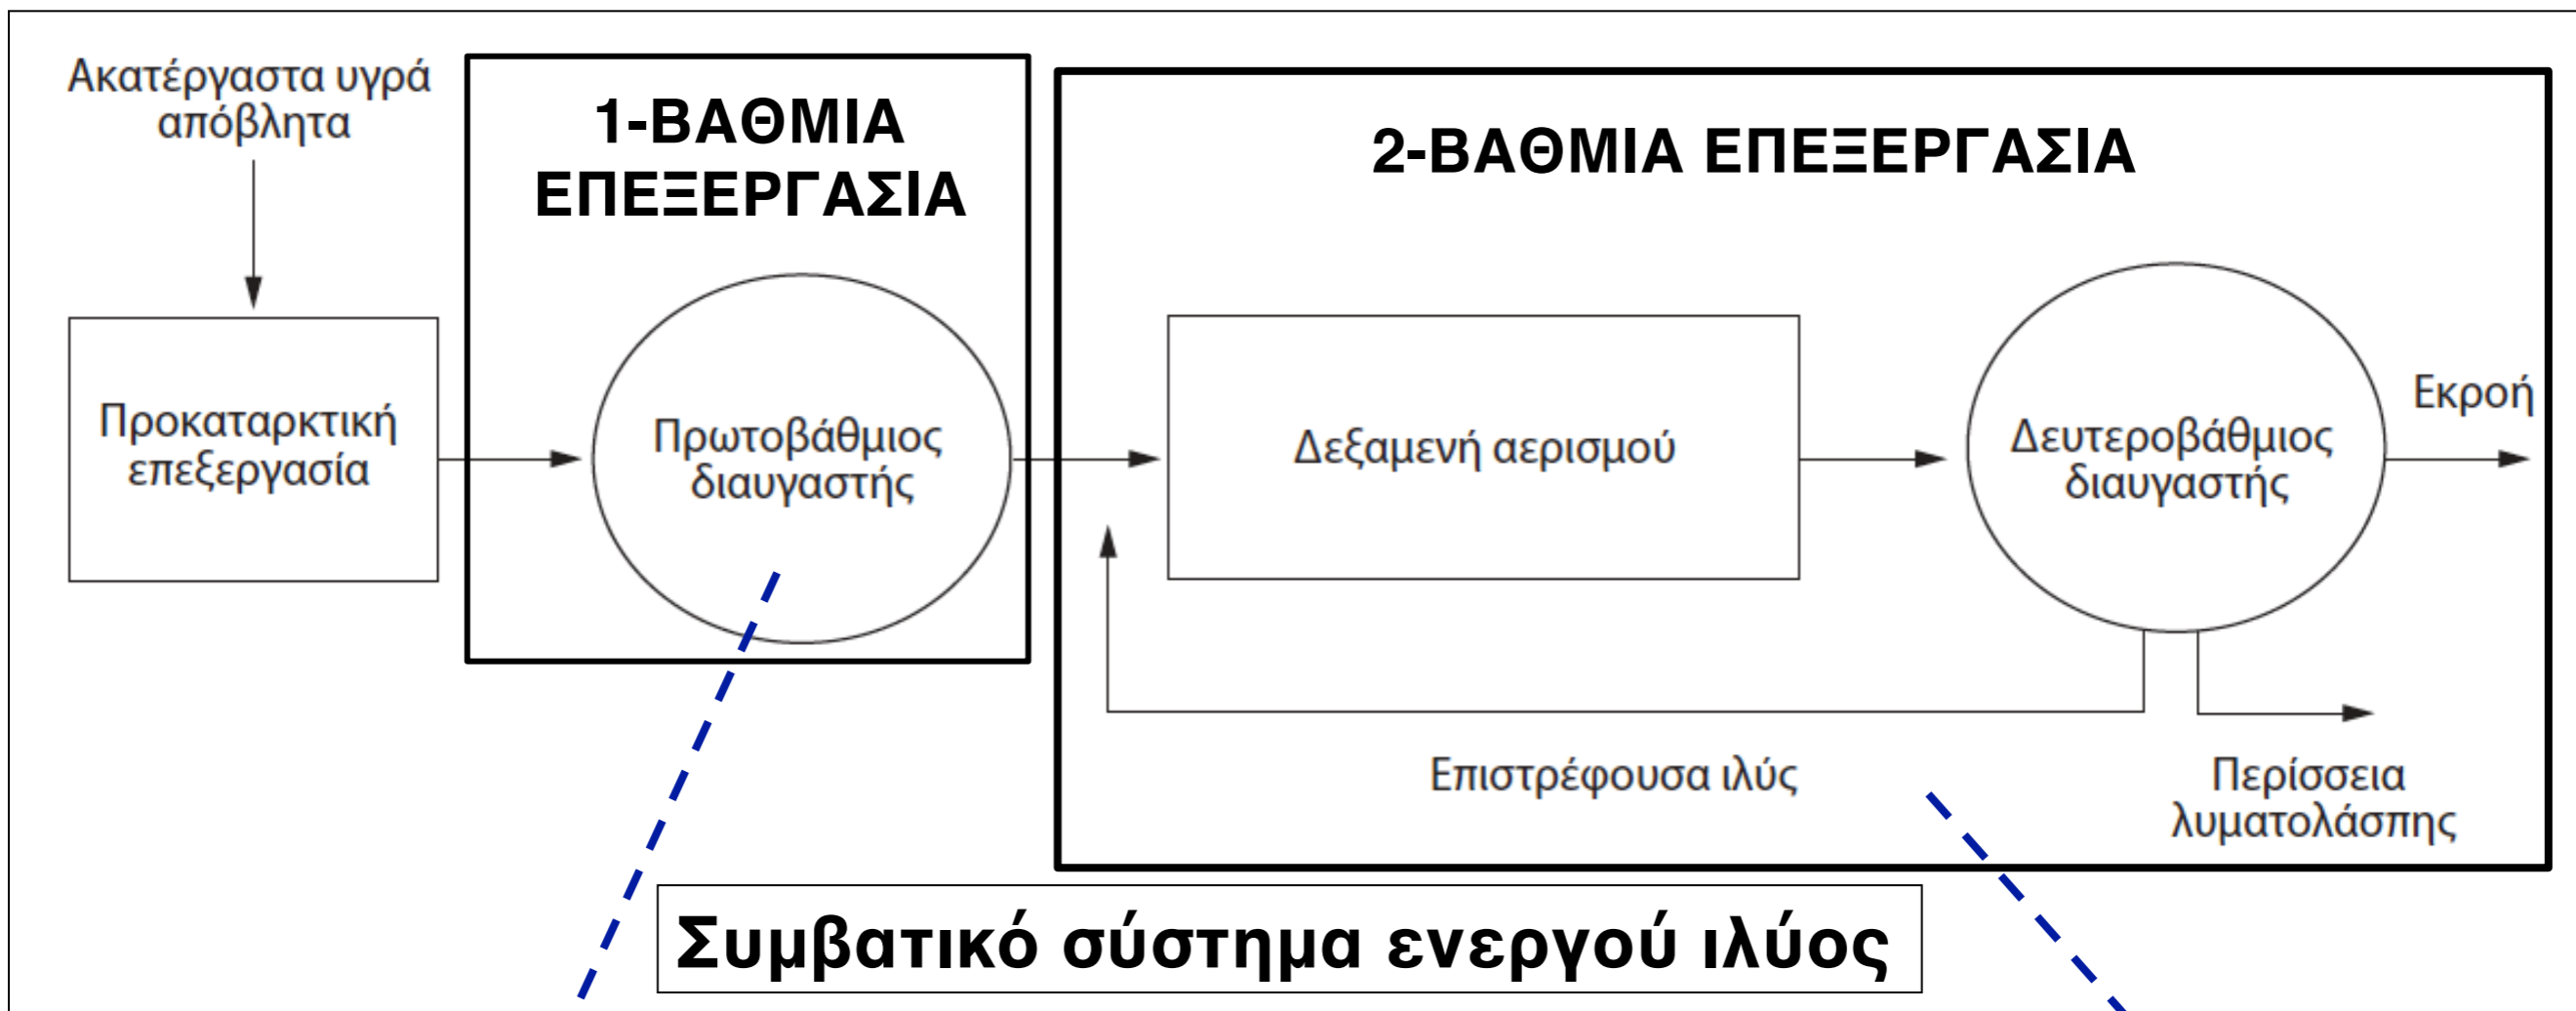 Ακατέργαστα υγρά
απόβλητα
1-ΒΑΘΜΙΑ
ΕΠΕΞΕΡΓΑΣΙΑ
2-ΒΑΘΜΙΑ ΕΠΕΞΕΡΓΑΣΙΑ
Προκαταρκτική
επεξεργασία
Πρωτοβάθμιος
διαυγαστής
Δεξαμενή αερισμού
Δευτεροβάθμιος
διαυγαστής
Εκροή
Επιστρέφουσα ιλύς
Περίσσεια
λυματολάσπης
Συμβατικό σύστημα ενεργού ιλύος